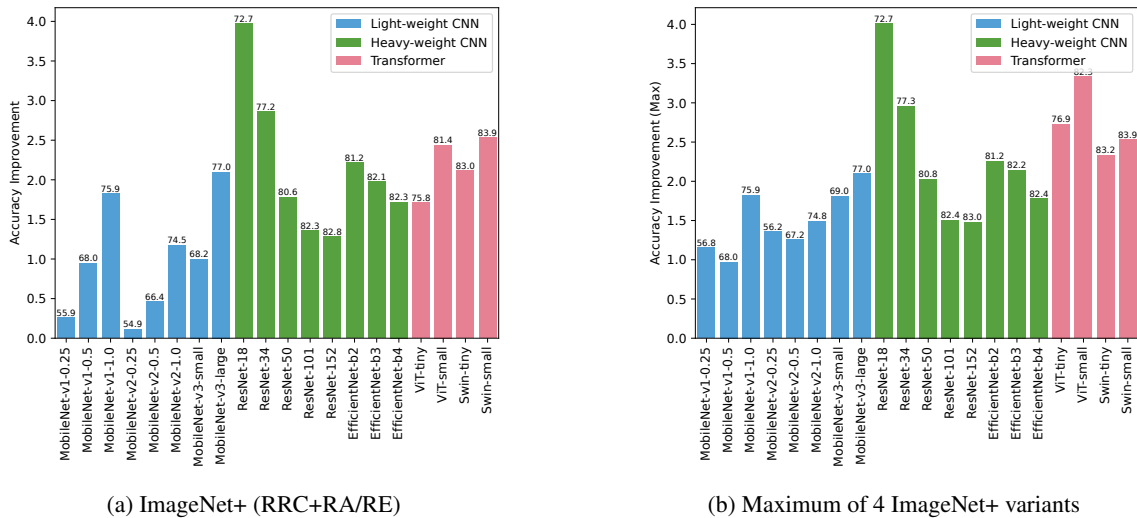 Light-weight CNN
Heavy-weight CNN
Transformer
Accuracy Improvement
4.0
3.5
3.0
2.5
2.0
1.5
1.0
0.5
0.0
55.9
68.0
75.9
54.9
66.4
74.5
68.2
77.0
72.7
77.2
80.6
82.3
82.8
81.2
82.1
82.3
75.8
81.4
83.0
83.9
MobileNet-v1-0.25
MobileNet-v1-0.5
MobileNet-v1-1.0
MobileNet-v2-0.25
MobileNet-v2-0.5
MobileNet-v2-1.0
MobileNet-v3-small
MobileNet-v3-large
ResNet-18
ResNet-34
ResNet-50
ResNet-101
ResNet-152
EfficientNet-b2
EfficientNet-b3
EfficientNet-b4
ViT-tiny
ViT-small
Swin-tiny
Swin-small
(a) ImageNet+ (RRC+RA/RE)
Light-weight CNN
Heavy-weight CNN
Transformer
Accuracy Improvement (Max)
4.0
3.5
3.0
2.5
2.0
1.5
1.0
0.5
0.0
56.8
68.0
75.9
56.2
67.2
74.8
69.0
77.0
72.7
77.3
80.8
82.4
83.0
81.2
82.2
82.4
76.9
83.2
83.9
MobileNet-v1-0.25
MobileNet-v1-0.5
MobileNet-v1-1.0
MobileNet-v2-0.25
MobileNet-v2-0.5
MobileNet-v2-1.0
MobileNet-v3-small
MobileNet-v3-large
ResNet-18
ResNet-34
ResNet-50
ResNet-101
ResNet-152
EfficientNet-b2
EfficientNet-b3
EfficientNet-b4
ViT-tiny
ViT-small
Swin-tiny
Swin-small
(b) Maximum of 4 ImageNet+ variants